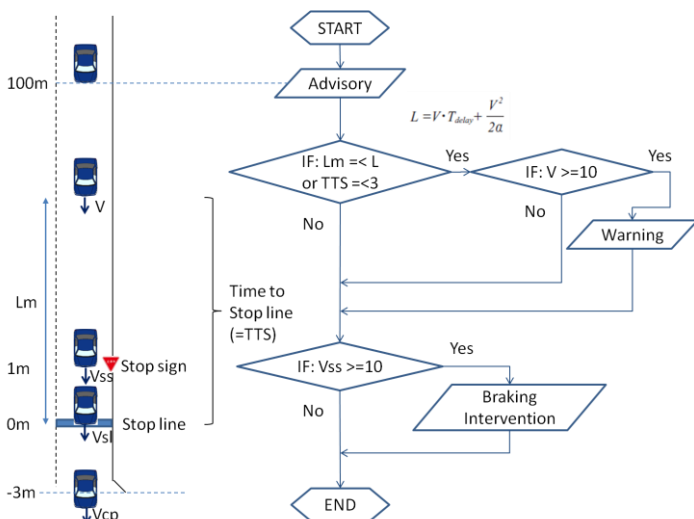 START
100m
Advisory
L = V · T_delay + V² / 2a
IF: Lm =< L
or TTS =<3
Yes
IF: V >=10
Yes
V
No
No
Warning
Lm
Time to
Stop line
(=TTS)
1m
Stop sign
Vss
IF: Vss >=10
Yes
Braking
Intervention
0m
Stop line
Vsl
No
-3m
Vcp
END